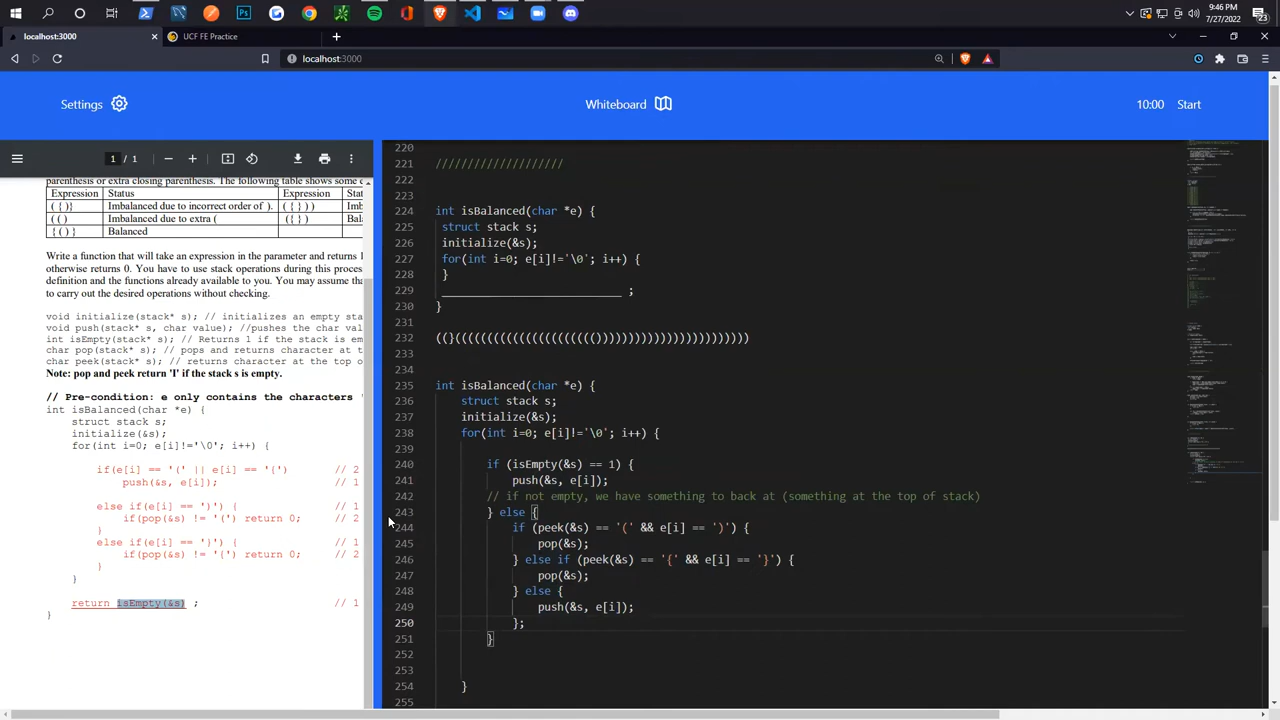 9:46 PM
7/27/2022
23
localhost:3000
UCF FE Practice
localhost:3000
Settings
Whiteboard
10:00 Start
1 / 1
Expression Status Expression
( { )} Imbalanced due to incorrect order of ). ( { } ) ) Imb
( ( ) Imbalanced due to extra ( ( { } ) Bala
{ ( ) } Balanced
Write a function that will take an expression in the parameter and returns
otherwise returns 0. You have to use stack operations during this proces
definition and the functions already available to you. You may assume tha
to carry out the desired operations without checking.
void initialize(stack* s); // initializes an empty sta
void push(stack* s, char value); //pushes the char val
int isEmpty(stack* s); // Returns 1 if the stack is em
char pop(stack* s); // pops and returns character at t
char peek(stack* s); // returns character at the top o
Note: pop and peek return 'I' if the stack s is empty.
// Pre-condition: e only contains the characters '
int isBalanced(char *e) {
struct stack s;
initialize(&s);
for(int i=0; e[i]!='\0'; i++) {
if(e[i] == '(' || e[i] == '{') // 2
push(&s, e[i]); // 1
else if(e[i] == ')') { // 1
if(pop(&s) != '(') return 0; // 2
}
else if(e[i] == '}') { // 1
if(pop(&s) != '{') return 0; // 2
}
}
return isEmpty(&s) ; // 1
}
220
221 ////////////////////
222
223
224 int isBalanced(char *e) {
225 struct stack s;
226 initialize(&s);
227 for(int i=0; e[i]!='\0'; i++) {
228 }
229 ____________________________ ;
230 }
231
232 (()((((((((((((((((()))))))))))))))))))))))))))))
233
234
235 int isBalanced(char *e) {
236 struct stack s;
237 initialize(&s);
238 for(int i=0; e[i]!='\0'; i++) {
239
240 if (isEmpty(&s) == 1) {
241 push(&s, e[i]);
242 // if not empty, we have something to back at (something at the top of stack)
243 } else {
244 if (peek(&s) == '(' && e[i] == ')') {
245 pop(&s);
246 } else if (peek(&s) == '{' && e[i] == '}') {
247 pop(&s);
248 } else {
249 push(&s, e[i]);
250 };
251 }
252
253
254 }
255